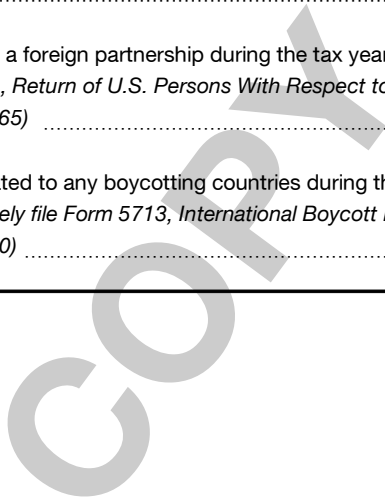 a foreign partnership during the tax year
, Return of U.S. Persons With Respect to
65)
ted to any boycotting countries during th
ely file Form 5713, International Boycott
0)
COPY